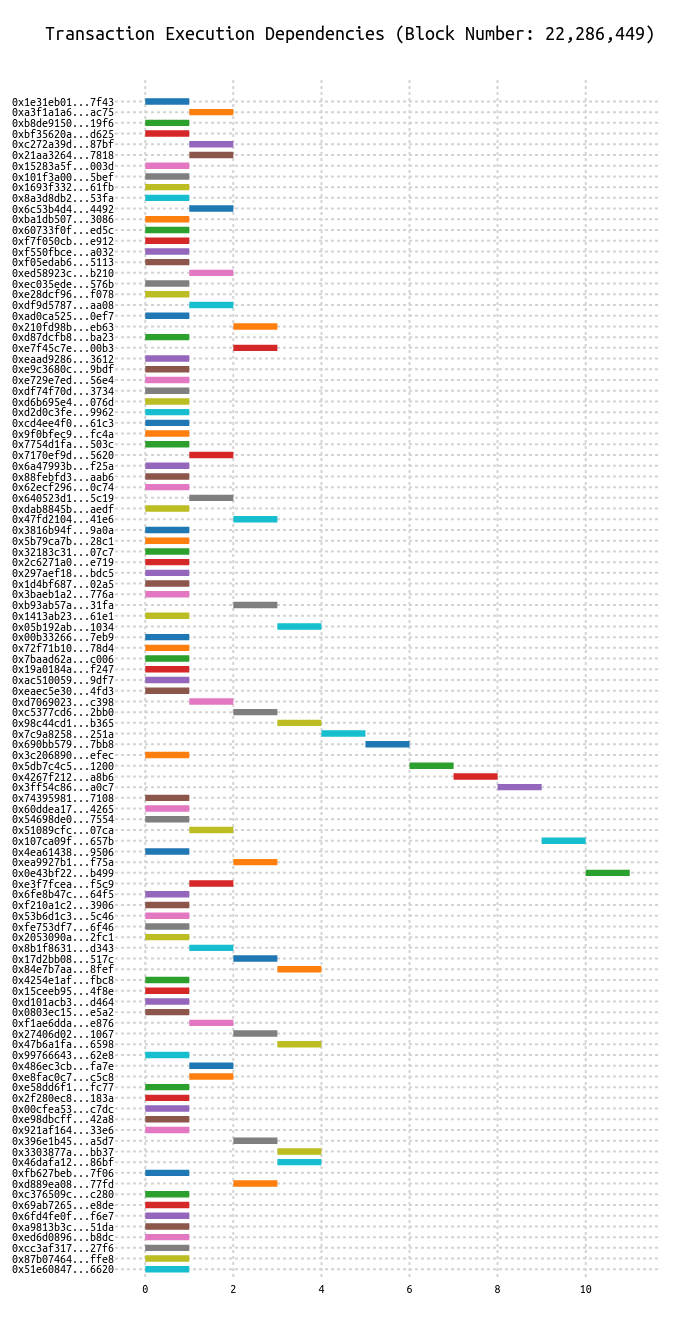 Transaction Execution Dependencies (Block Number: 22,286,449)
0x1e31eb01...7f43
0xa3f1a1a6...ac75
0xb8de9150...19f6
0xbf35620a...d625
0xc272a39d...87bf
0x21aa3264...7818
0x15283a5f...003d
0x101f3a00...5bef
0x1693f332...61fb
0x8a3d8db2...53fa
0x6c53b4d4...4492
0xba1db507...3086
0x60733f0f...ed5c
0xf7f050cb...e912
0xf550fbce...a032
0xf05edab6...5113
0xed58923c...b210
0xec035ede...576b
0xe28dcf96...f078
0xdf9d5787...aa08
0xad0ca525...0ef7
0x210fd98b...eb63
0xd87dcfb8...ba23
0xe7f45c7e...00b3
0xeaad9286...3612
0xe9c3680c...9bdf
0xe729e7ed...56e4
0xdf74f70d...3734
0xd6b695e4...076d
0xd2d0c3fe...9962
0xcd4ee4f0...61c3
0x9f0bfec9...fc4a
0x7754d1fa...503c
0x7170ef9d...5620
0x6a47993b...f25a
0x88febfd3...aab6
0x62ecf296...0c74
0x640523d1...5c19
0xdab8845b...aedf
0x47fd2104...41e6
0x3816b94f...9a0a
0x5b79ca7b...28c1
0x32183c31...07c7
0x2c6271a0...e719
0x297aef18...bdc5
0x1d4bf687...02a5
0x3baeb1a2...776a
0xb93ab57a...31fa
0x1413ab23...61e1
0x05b192ab...1034
0x00b33266...7eb9
0x72f71b10...78d4
0x7baad62a...c006
0x19a0184a...f247
0xac510059...9df7
0xeaec5e30...4fd3
0xd7069023...c398
0xc5377cd6...2bb0
0x98c44cd1...b365
0x7c9a8258...251a
0x690bb579...7bb8
0x3c206890...efec
0x5db7c4c5...1200
0x4267f212...a8b6
0x3ff54c86...a0c7
0x74395981...7108
0x60ddea17...4265
0x54698de0...7554
0x51089cfc...07ca
0x107ca09f...657b
0x4ea61438...9506
0xea9927b1...f75a
0x0e43bf22...b499
0xe3f7fcea...f5c9
0x6fe8b47c...64f5
0xf210a1c2...3906
0x53b6d1c3...5c46
0xfe753df7...6f46
0x2053090a...2fc1
0x8b1f8631...d343
0x17d2bb08...517c
0x84e7b7aa...8fef
0x4254e1af...fbc8
0x15ceeb95...4f8e
0xd101acb3...d464
0x0803ec15...e5a2
0xf1ae6dda...e876
0x27406d02...1067
0x47b6a1fa...6598
0x99766643...62e8
0x486ec3cb...fa7e
0xe8fac0c7...c5c8
0xe58dd6f1...fc77
0x2f280ec8...183a
0x00cfea53...c7dc
0xe98dbcff...42a8
0x921af164...33e6
0x396e1b45...a5d7
0x3303877a...bb37
0x46dafa12...86bf
0xfb627beb...7f06
0xd889ea08...77fd
0xc376509c...c280
0x69ab7265...e8de
0x6fd4fe0f...f6e7
0xa9813b3c...51da
0xed6d0896...b8dc
0xcc3af317...27f6
0x87b07464...ffe8
0x51e60847...6620
0 2 4 6 8 10